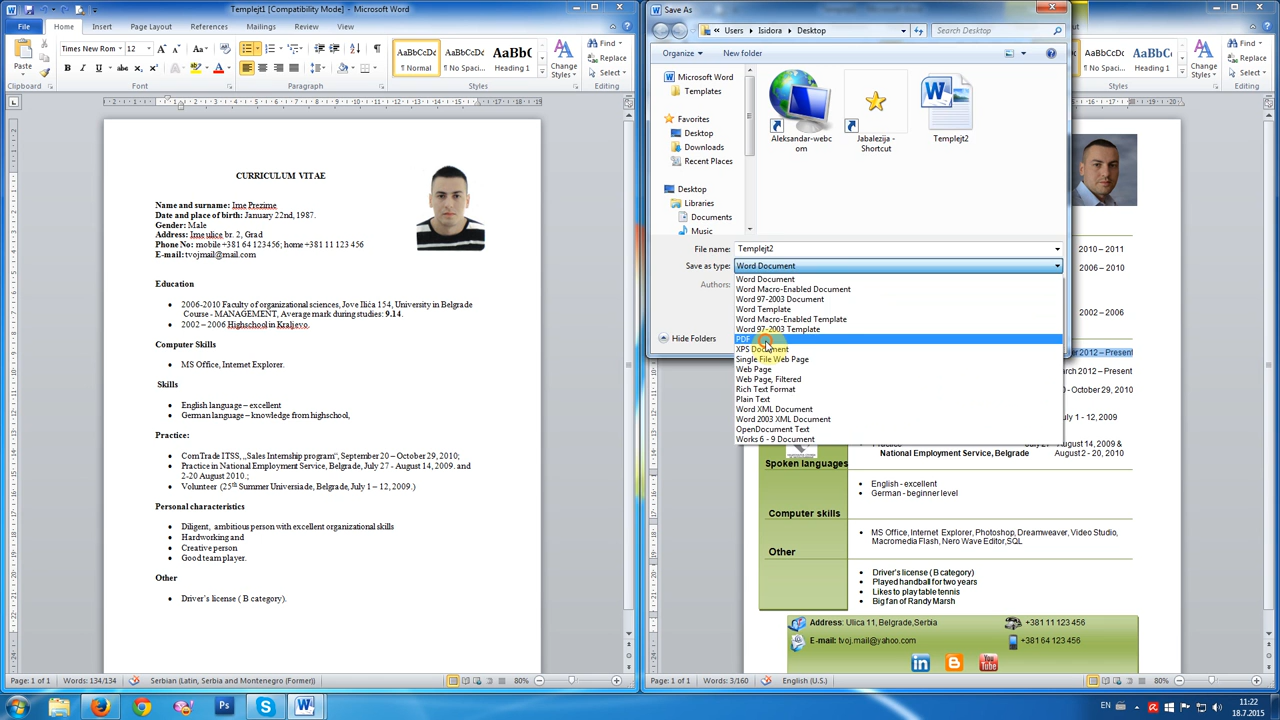 Templejt1 [Compatibility Mode] - Microsoft Word
File Home Insert Page Layout References Mailings Review View
Times New Rom 12
Clipboard
Font
Paragraph
AaBbCcDc AaBbCcDc AaBbC
¶ Normal ¶ No Spaci... Heading 1
Change Styles
Styles
Find
Replace
Select
Editing
CURRICULUM VITAE
Name and surname: Ime Prezime
Date and place of birth: January 22nd, 1987.
Gender: Male
Address: Ime ulice br. 2, Grad
Phone No: mobile +381 64 123456; home +381 11 123 456
E-mail: tvojmail@mail.com
Education
2006-2010 Faculty of organizational sciences, Jove Ilića 154, University in Belgrade
Course - MANAGEMENT, Average mark during studies: 9.14.
2002 – 2006 Highschool in Kraljevo.
Computer Skills
MS Office, Internet Explorer.
Skills
English language – excellent
German language – knowledge from highschool,
Practice:
ComTrade ITSS, „Sales Internship program“, September 20 – October 29, 2010;
Practice in National Employment Service, Belgrade, July 27 - August 14, 2009. and
2-20 August 2010.;
Volunteer (25th Summer Universiade, Belgrade, July 1 – 12, 2009.)
Personal characteristics
Diligent, ambitious person with excellent organizational skills
Hardworking and
Creative person
Good team player.
Other
Driver's license ( B category).
Page: 1 of 1 Words: 134/134 Serbian (Latin, Serbia and Montenegro (Former)) 80%
Save As
Users Isidora Desktop
Search Desktop
Organize New folder
Microsoft Word
Templates
Favorites
Desktop
Downloads
Recent Places
Desktop
Libraries
Documents
Music
Aleksandar-webcom
Jabalezija - Shortcut
Templejt2
File name: Templejt2
Save as type: Word Document
Authors:
Hide Folders
Word Document
Word Macro-Enabled Document
Word 97-2003 Document
Word Template
Word Macro-Enabled Template
Word 97-2003 Template
PDF
XPS Document
Single File Web Page
Web Page
Web Page, Filtered
Rich Text Format
Plain Text
Word XML Document
Word 2003 XML Document
OpenDocument Text
Works 6 - 9 Document
AaBbC
Heading 1
Change Styles
Find
Replace
Select
Editing
2010 – 2011
2006 – 2010
2002 – 2006
2012 – Present
March 2012 – Present
- October 29, 2010
July 1 - 12, 2009
Practice July 27 - August 14, 2009 &
National Employment Service, Belgrade August 2 - 20, 2010
Spoken languages
English - excellent
German - beginner level
Computer skills
MS Office, Internet Explorer, Photoshop, Dreamweaver, Video Studio,
Macromedia Flash, Nero Wave Editor, SQL
Other
Driver's license ( B category)
Played handball for two years
Likes to play table tennis
Big fan of Randy Marsh
Address: Ulica 11, Belgrade,Serbia +381 11 123 456
E-mail: tvoj.mail@yahoo.com +381 64 123 456
in
You Tube
Page: 1 of 1 Words: 3/160 English (U.S.) 80%
EN 11:22
18.7.2015